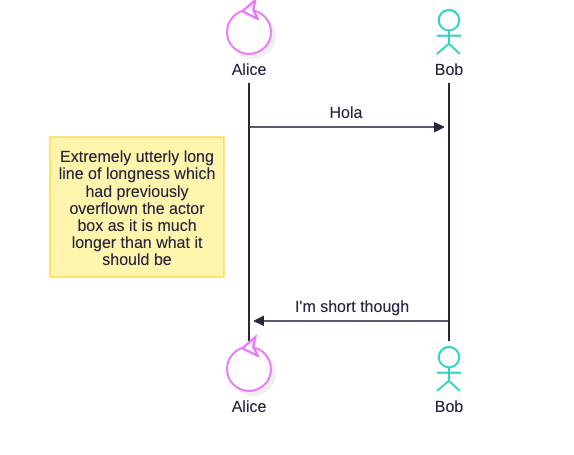 Alice
Bob
Hola
Extremely utterly long
line of longness which
had previously
overflown the actor
box as it is much
longer than what it
should be
I'm short though
Alice
Bob